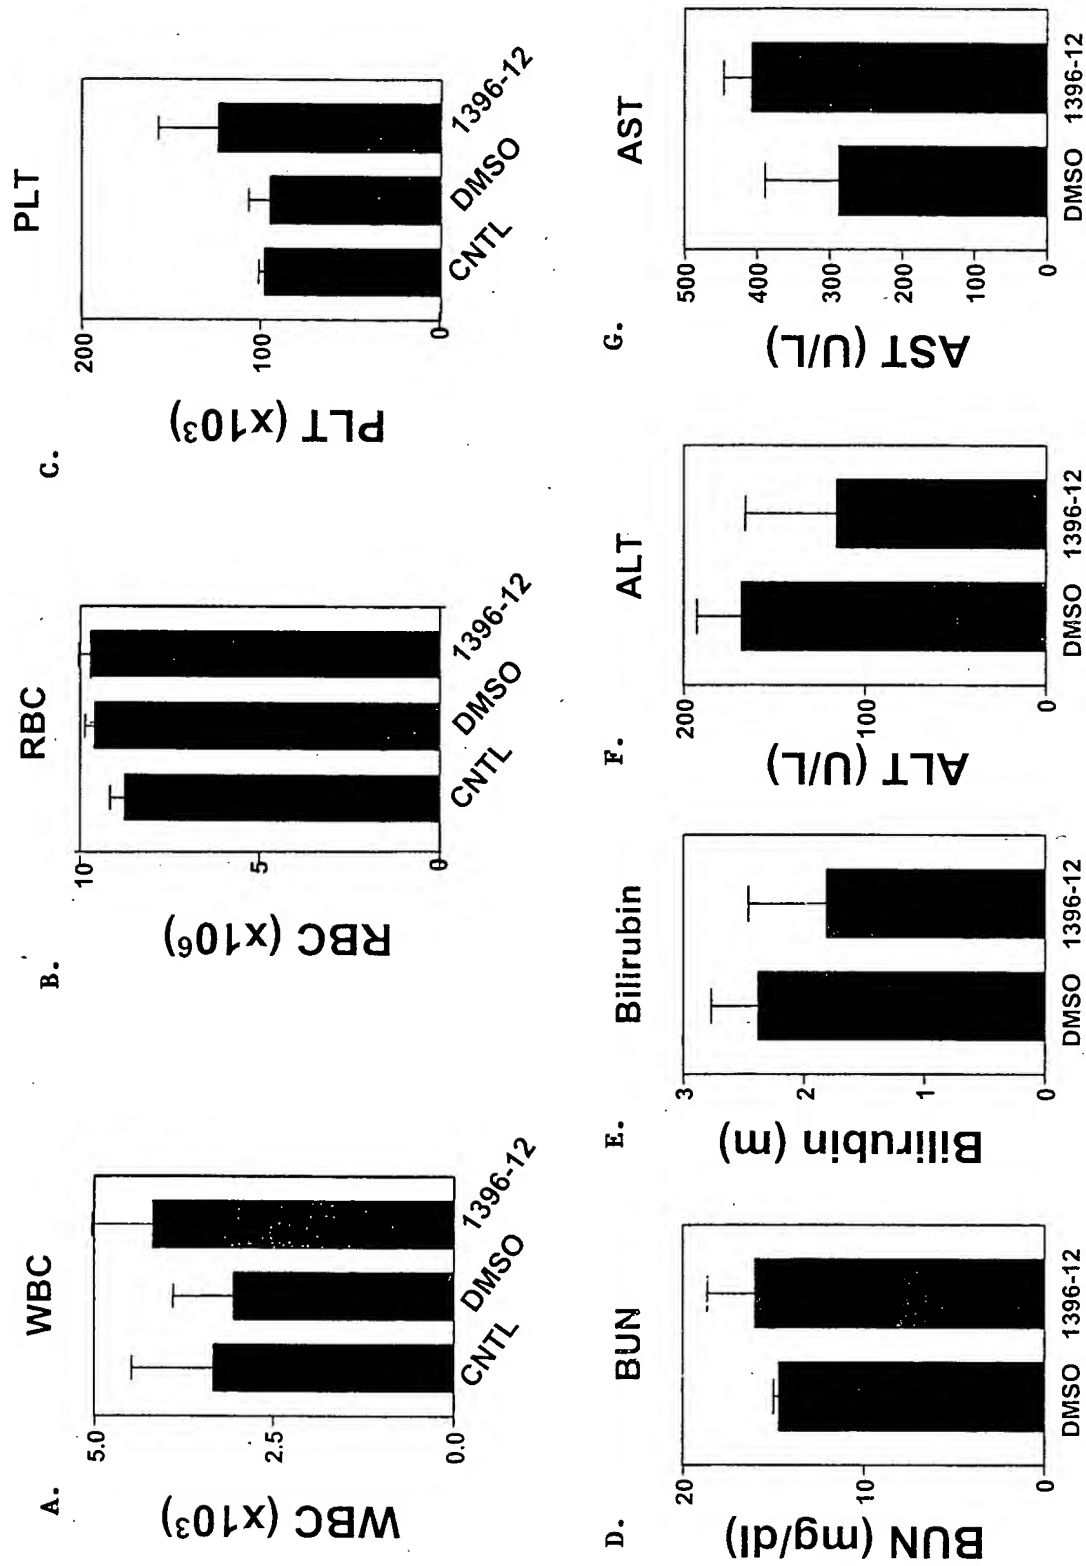 A.
WBC
WBC (x10³)
5.0
2.5
0.0
CNTL
DMSO
1396-12
B.
RBC
RBC (x10⁶)
10
5
0
CNTL
DMSO
1396-12
C.
PLT
PLT (x10³)
200
100
0
CNTL
DMSO
1396-12
D.
BUN
BUN (mg/dl)
20
10
0
DMSO
1396-12
E.
Bilirubin
Bilirubin (m)
3
2
1
0
DMSO
1396-12
F.
ALT
ALT (U/L)
200
100
0
DMSO
1396-12
G.
AST
AST (U/L)
500
400
300
200
100
0
DMSO
1396-12